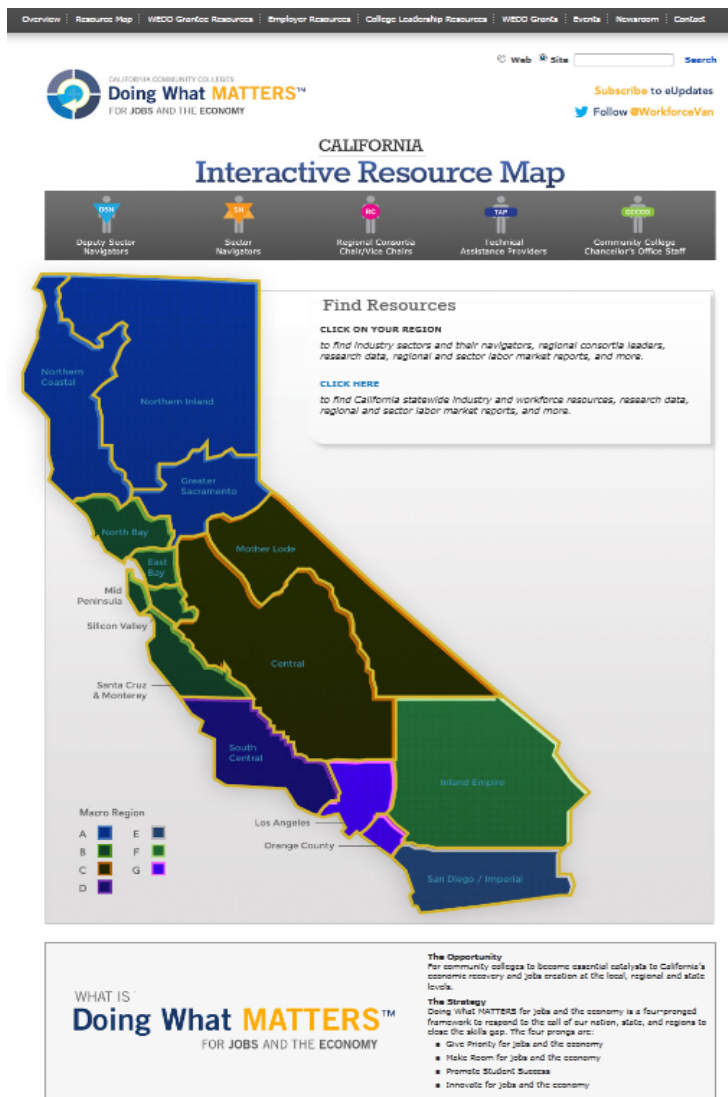 Overview Resource Map WEDD Grantee Resources Employer Resources College Leadership Resources WEDD Grants Events Newsroom Contact
Web Site Search
CALIFORNIA COMMUNITY COLLEGES
Doing What MATTERS™
FOR JOBS AND THE ECONOMY
Subscribe to eUpdates
Follow @WorkforceVan
CALIFORNIA
Interactive Resource Map
DSN SN RC TAP CCCCO
Deputy Sector
Navigators
Sector
Navigators
Regional Consortia
Chair/Vice Chairs
Technical
Assistance Providers
Community College
Chancellor's Office Staff
Find Resources
CLICK ON YOUR REGION
to find industry sectors and their navigators, regional consortia leaders,
research data, regional and sector labor market reports, and more.
CLICK HERE
to find California statewide industry and workforce resources, research data,
regional and sector labor market reports, and more.
Northern
Coastal
Northern Inland
Greater
Sacramento
North Bay
Mother Lode
East
Bay
Mid
Peninsula
Silicon Valley
Central
Santa Cruz
& Monterey
South
Central
Inland Empire
Los Angeles
Orange County
San Diego / Imperial
Macro Region
A E
B F
C G
D
WHAT IS
Doing What MATTERS™
FOR JOBS AND THE ECONOMY
The Opportunity
For community colleges to become essential catalysts to California's
economic recovery and jobs creation at the local, regional and state
levels.
The Strategy
Doing What MATTERS for jobs and the economy is a four-pronged
framework to respond to the call of our nation, state, and regions to
close the skills gap. The four prongs are:
Give Priority for jobs and the economy
Make Room for jobs and the economy
Promote Student Success
Innovate for jobs and the economy